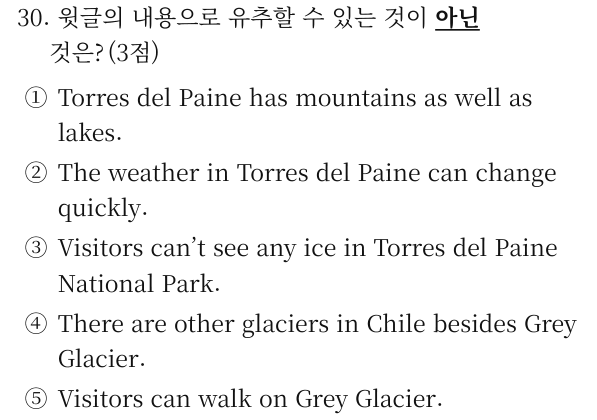 30. 윗글의 내용으로 유추할 수 있는 것이 아닌
것은? (3점)
① Torres del Paine has mountains as well as
lakes.
② The weather in Torres del Paine can change
quickly.
③ Visitors can’t see any ice in Torres del Paine
National Park.
④ There are other glaciers in Chile besides Grey
Glacier.
⑤ Visitors can walk on Grey Glacier.